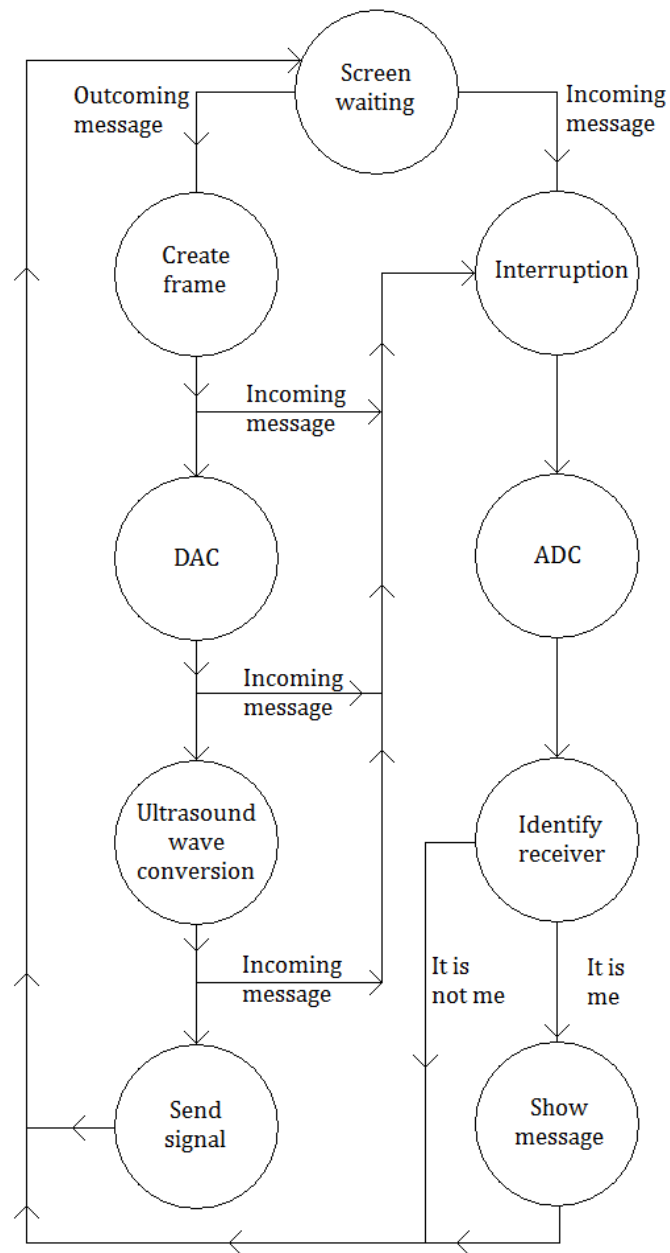 Screen
waiting
Outcoming
message
Incoming
message
Create
frame
Interruption
Incoming
message
DAC
ADC
Incoming
message
Ultrasound
wave
conversion
Identify
receiver
Incoming
message
It is
not me
It is
me
Send
signal
Show
message